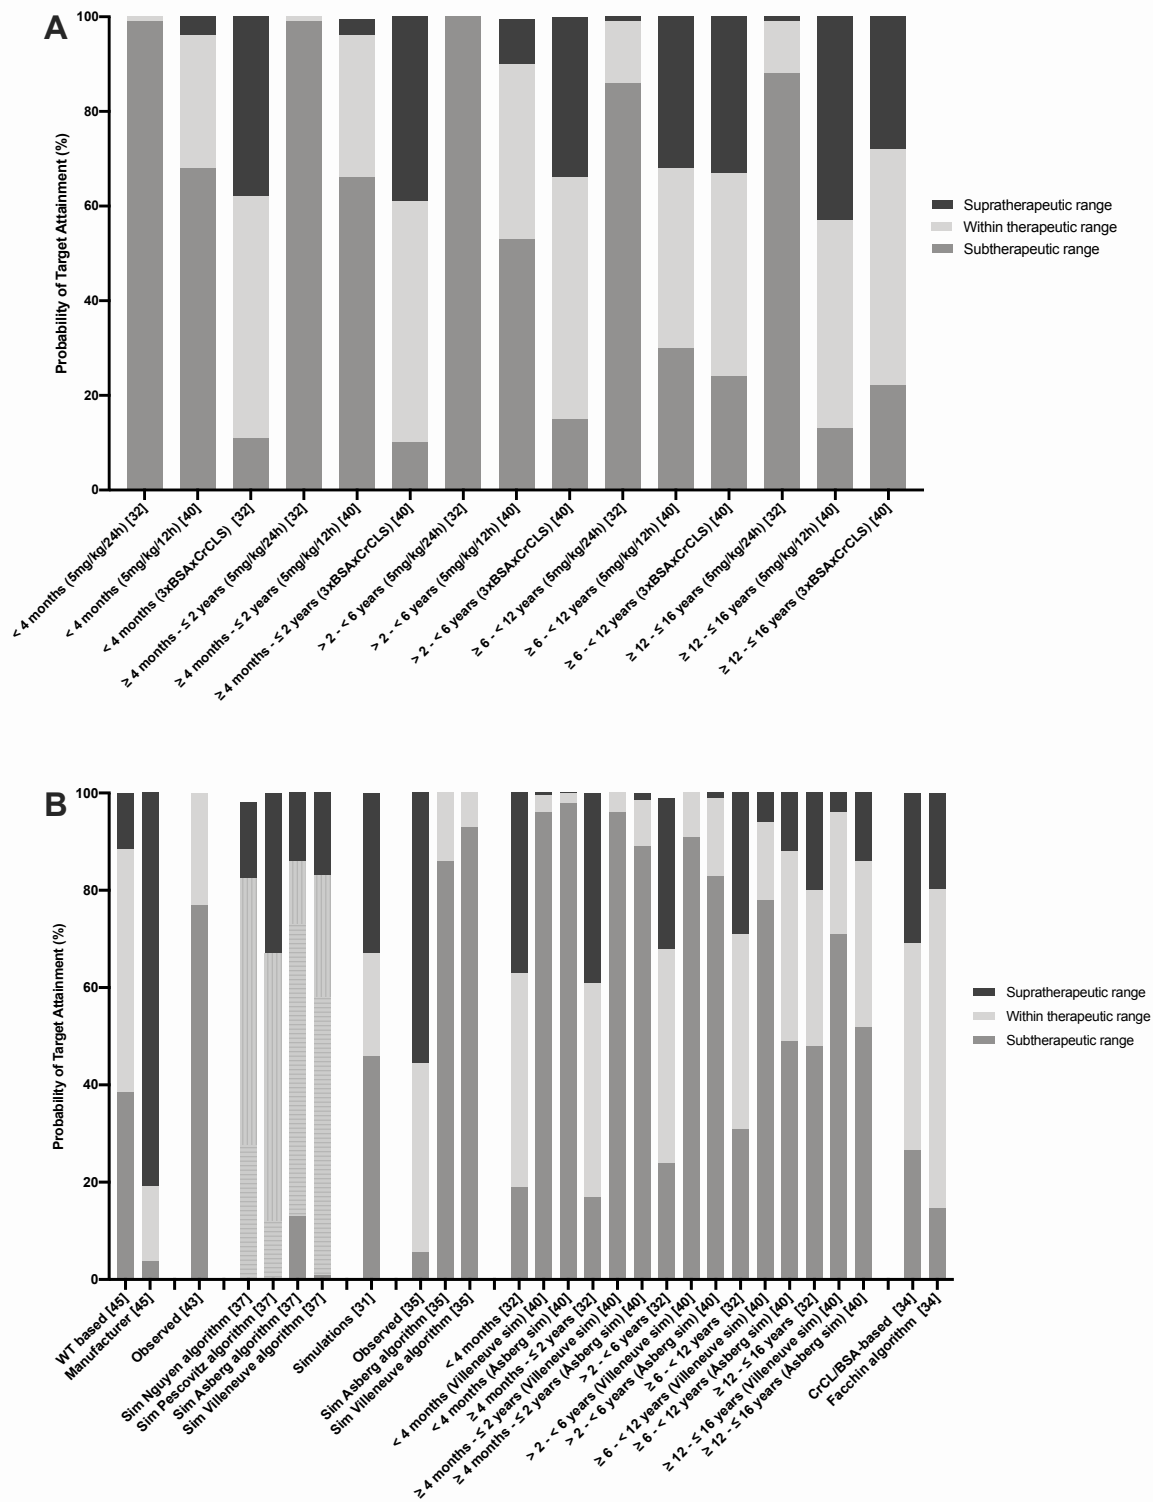 A
Probability of Target Attainment (%)
100
80
60
40
20
0
< 4 months (5mg/kg/24h) [32]
< 4 months (5mg/kg/12h) [40]
< 4 months (3xBSAxCrCLS) [32]
≥ 4 months - ≤ 2 years (5mg/kg/24h) [32]
≥ 4 months - ≤ 2 years (5mg/kg/12h) [40]
≥ 4 months - ≤ 2 years (3xBSAxCrCLS) [40]
> 2 - < 6 years (5mg/kg/24h) [32]
> 2 - < 6 years (5mg/kg/12h) [40]
> 2 - < 6 years (3xBSAxCrCLS) [40]
≥ 6 - < 12 years (5mg/kg/24h) [32]
≥ 6 - < 12 years (5mg/kg/12h) [40]
≥ 6 - < 12 years (3xBSAxCrCLS) [40]
≥ 12 - ≤ 16 years (5mg/kg/24h) [32]
≥ 12 - ≤ 16 years (5mg/kg/12h) [40]
≥ 12 - ≤ 16 years (3xBSAxCrCLS) [40]
Supratherapeutic range
Within therapeutic range
Subtherapeutic range
B
Probability of Target Attainment (%)
100
80
60
40
20
0
WT based [45]
Manufacturer [45]
Observed [43]
Sim Nguyen algorithm [37]
Sim Pescovitz algorithm [37]
Sim Asberg algorithm [37]
Sim Villeneuve algorithm [37]
Simulations [31]
Observed [35]
Sim Asberg algorithm [35]
Sim Villeneuve algorithm [35]
< 4 months [32]
< 4 months (Villeneuve sim) [40]
< 4 months (Åsberg sim) [40]
≥ 4 months - ≤ 2 years [32]
≥ 4 months - ≤ 2 years (Villeneuve sim) [40]
≥ 4 months - ≤ 2 years (Åsberg sim) [40]
> 2 - < 6 years [32]
> 2 - < 6 years (Villeneuve sim) [40]
> 2 - < 6 years (Åsberg sim) [40]
≥ 6 - < 12 years [32]
≥ 6 - < 12 years (Villeneuve sim) [40]
≥ 6 - < 12 years (Åsberg sim) [40]
≥ 12 - ≤ 16 years [32]
≥ 12 - ≤ 16 years (Villeneuve sim) [40]
≥ 12 - ≤ 16 years (Åsberg sim) [40]
CrCL/BSA-based [34]
Facchin algorithm [34]
Supratherapeutic range
Within therapeutic range
Subtherapeutic range